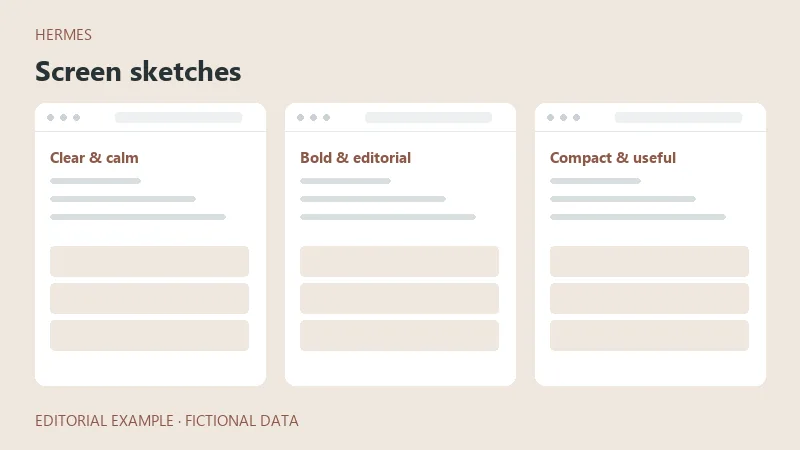 HERMES
Screen sketches
Clear & calm
Bold & editorial
Compact & useful
EDITORIAL EXAMPLE · FICTIONAL DATA